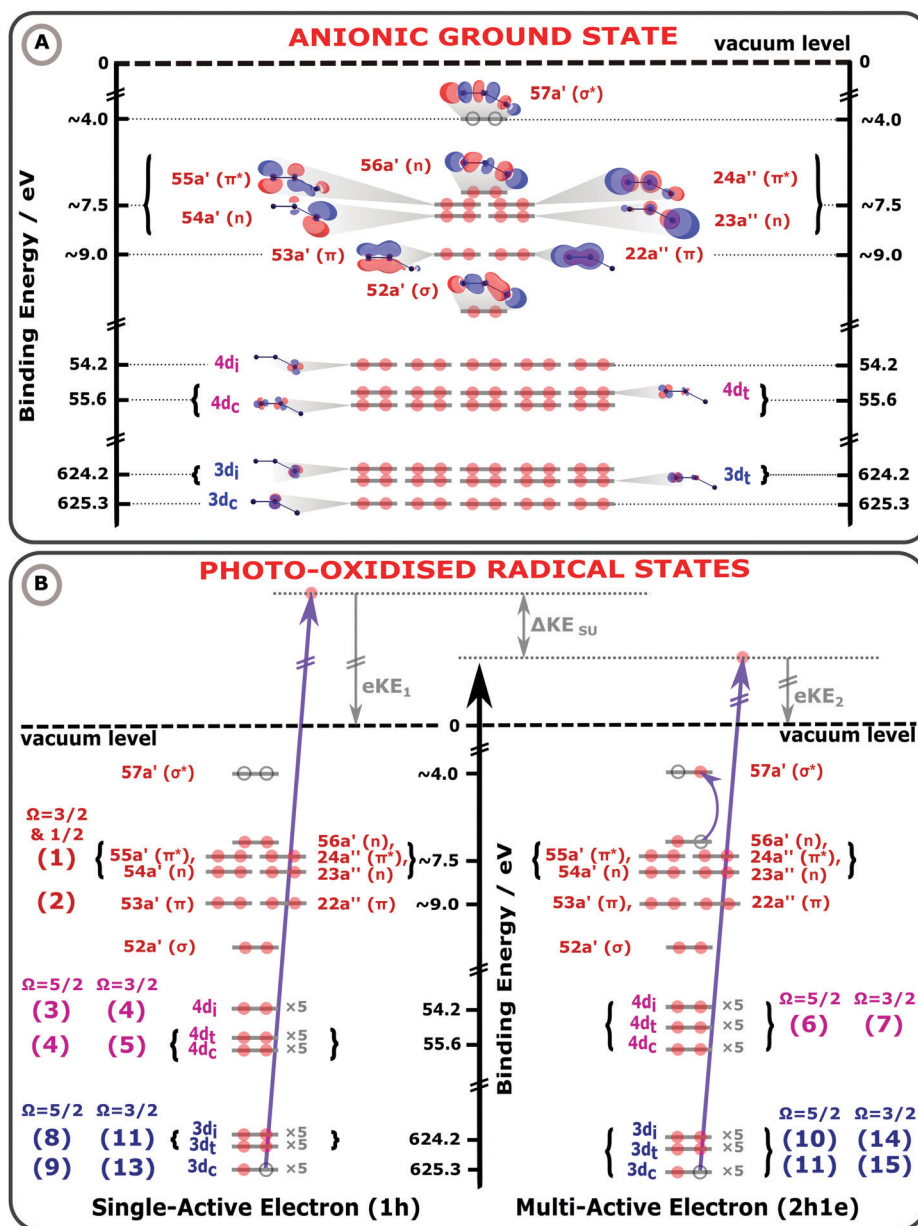 A
ANIONIC GROUND STATE
vacuum level
0
0
57a' (σ*)
~4.0
~4.0
55a' (π*)
56a' (n)
24a'' (π*)
~7.5
~7.5
54a' (n)
23a'' (n)
53a' (π)
22a'' (π)
~9.0
~9.0
52a' (σ)
Binding Energy / eV
54.2
4di
54.2
55.6
4dc
4dt
55.6
624.2
3di
3dt
624.2
625.3
3dc
625.3
B
PHOTO-OXIDISED RADICAL STATES
ΔKE SU
eKE1
eKE2
0
vacuum level
vacuum level
57a' (σ*)
~4.0
57a' (σ*)
Ω=3/2
& 1/2
(1)
56a' (n),
55a' (π*),
24a'' (π*),
54a' (n)
23a'' (n)
~7.5
56a' (n),
55a' (π*),
24a'' (π*),
54a' (n)
23a'' (n)
(2)
53a' (π)
22a'' (π)
~9.0
53a' (π),
22a'' (π)
52a' (σ)
52a' (σ)
Binding Energy / eV
Ω=5/2 Ω=3/2
(3) (4)
4di
×5
54.2
(4) (5)
4dt
×5
4dc
×5
55.6
4di
×5
4dt
×5
4dc
×5
Ω=5/2 Ω=3/2
(6) (7)
Ω=5/2 Ω=3/2
(8) (11)
3di
×5
3dt
×5
624.2
(9) (13)
3dc
×5
625.3
3di
×5
3dt
×5
3dc
×5
Ω=5/2 Ω=3/2
(10) (14)
(11) (15)
Single-Active Electron (1h)
Multi-Active Electron (2h1e)